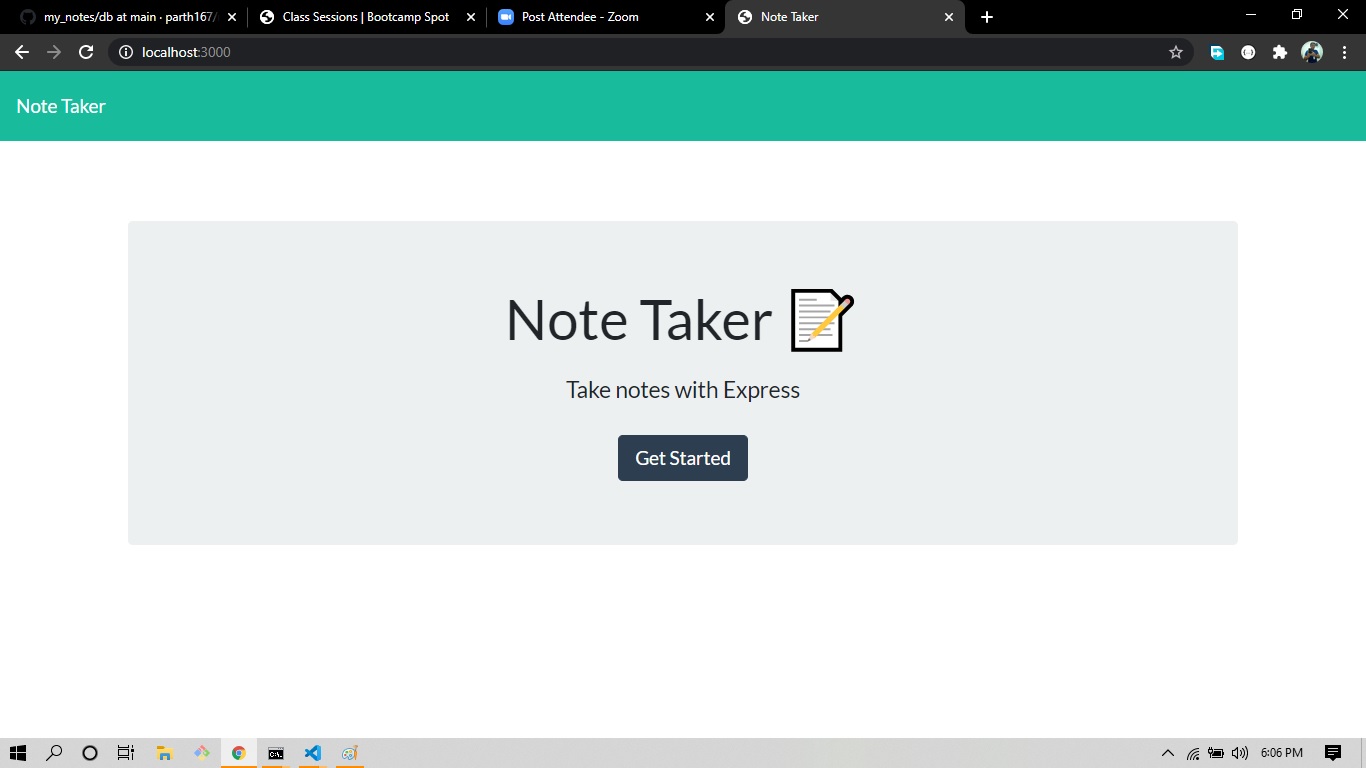 my_notes/db at main · parth167/
Class Sessions | Bootcamp Spot
Post Attendee - Zoom
Note Taker
localhost:3000
Note Taker
Note Taker
Take notes with Express
Get Started
6:06 PM